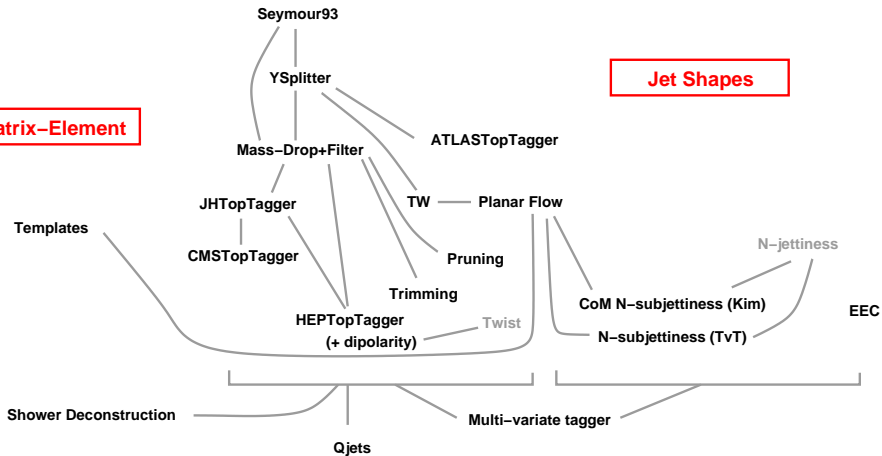 Seymour93
YSplitter
Jet Shapes
atrix−Element
ATLASTopTagger
Mass−Drop+Filter
JHTopTagger
TW
Planar Flow
Templates
CMSTopTagger
Pruning
N−jettiness
Trimming
CoM N−subjettiness (Kim)
EEC
HEPTopTagger
(+ dipolarity)
Twist
N−subjettiness (TvT)
Shower Deconstruction
Multi−variate tagger
Qjets